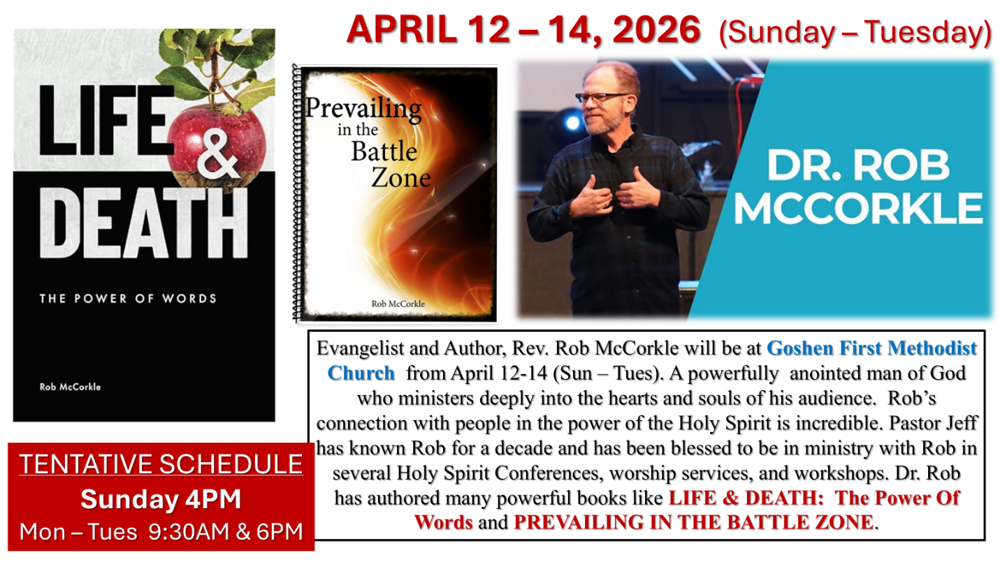 APRIL 12 – 14, 2026 (Sunday – Tuesday)
LIFE
&
DEATH
THE POWER OF WORDS
Rob McCorkle
Prevailing
in the
Battle
Zone
Rob McCorkle
DR. ROB
MCCORKLE
Evangelist and Author, Rev. Rob McCorkle will be at Goshen First Methodist
Church from April 12-14 (Sun – Tues). A powerfully anointed man of God
who ministers deeply into the hearts and souls of his audience. Rob’s
connection with people in the power of the Holy Spirit is incredible. Pastor Jeff
has known Rob for a decade and has been blessed to be in ministry with Rob in
several Holy Spirit Conferences, worship services, and workshops. Dr. Rob
has authored many powerful books like LIFE & DEATH: The Power Of
Words and PREVAILING IN THE BATTLE ZONE.
TENTATIVE SCHEDULE
Sunday 4PM
Mon – Tues 9:30AM & 6PM